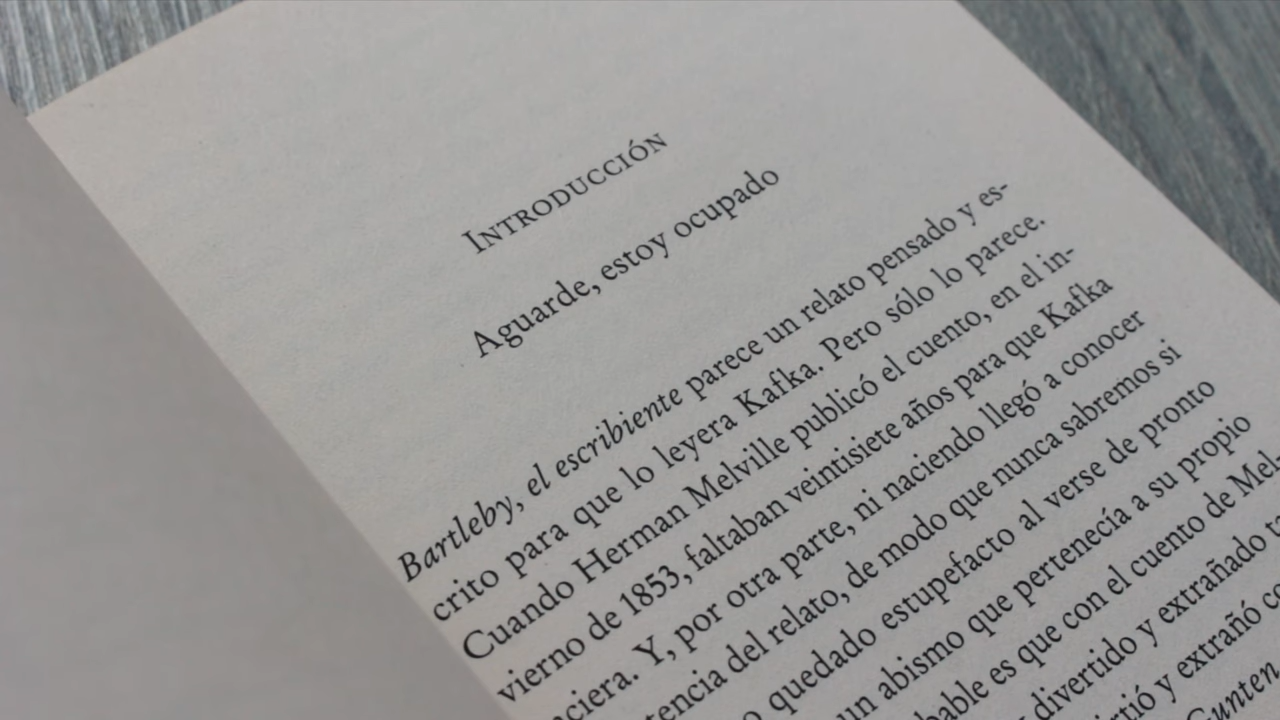 INTRODUCCIÓN
Aguarde, estoy ocupado
Bartleby, el escribiente parece un relato pensado y es-
crito para que lo leyera Kafka. Pero sólo lo parece.
Cuando Herman Melville publicó el cuento, en el in-
vierno de 1853, faltaban veintisiete años para que Kafka
naciera. Y, por otra parte, ni naciendo llegó a conocer
tencia del relato, de modo que nunca sabremos si
quedado estupefacto al verse de pronto
un abismo que pertenecía a su propio
es que con el cuento de Mel-
divertido y extrañado
y extrañó
Gunten